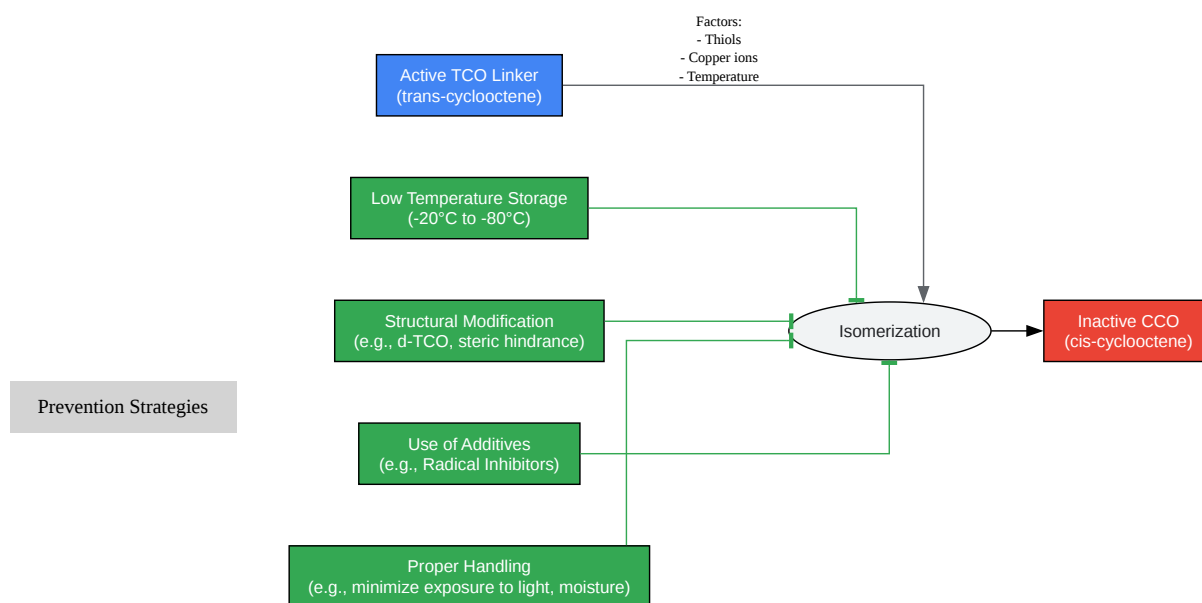 Factors:
- Thiols
- Copper ions
- Temperature
Active TCO Linker
(trans-cyclooctene)
Low Temperature Storage
(-20°C to -80°C)
Structural Modification
(e.g., d-TCO, steric hindrance)
Isomerization
Inactive CCO
(cis-cyclooctene)
Prevention Strategies
Use of Additives
(e.g., Radical Inhibitors)
Proper Handling
(e.g., minimize exposure to light, moisture)